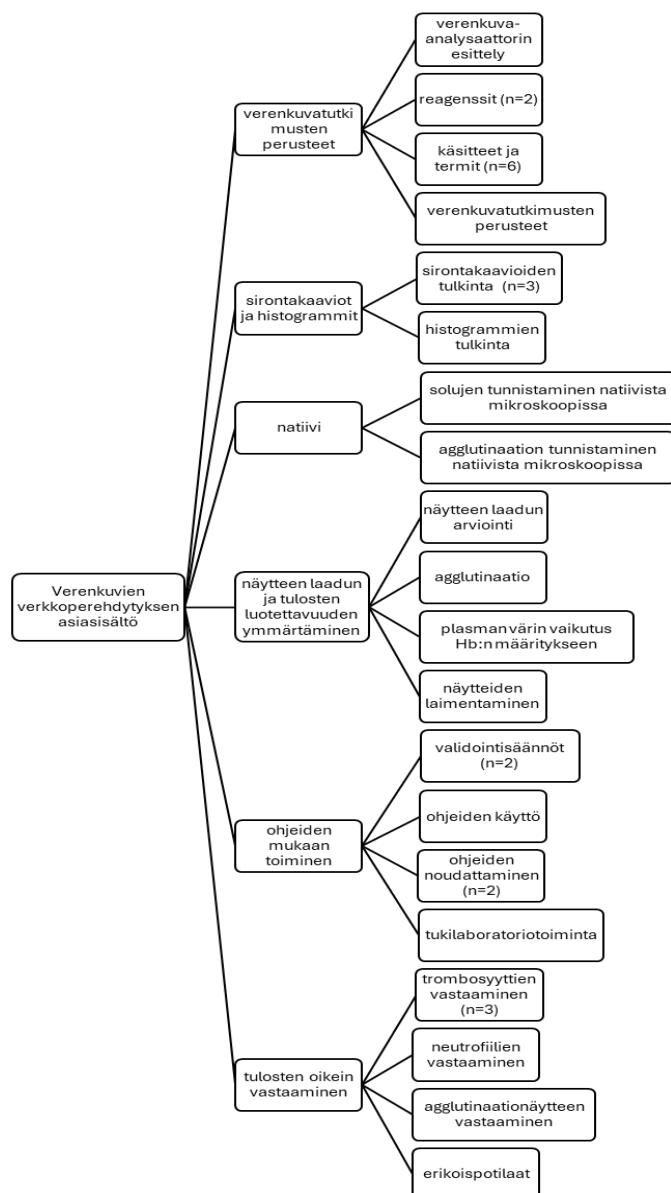 Verenkuvien
verkkoperehdytyksen
asiasisältö
verenkuvatutki
musten
perusteet
verenkuva-
analysaattorin
esittely
reagenssit (n=2)
käsitteet ja
termit (n=6)
verenkuvatutkimusten
perusteet
sirontakaaviot
ja histogrammit
sirontakaavioiden
tulkinta (n=3)
histogrammien
tulkinta
natiivi
solujen tunnistaminen natiivista
mikroskoopissa
agglutinaation tunnistaminen
natiivista mikroskoopissa
näytteen laadun
ja tulosten
luotettavuuden
ymmärtäminen
näytteen laadun
arviointi
agglutinaatio
plasman värin vaikutus
Hb:n määritykseen
näytteiden
laimentaminen
ohjeiden
mukaan
toiminen
validointisäännöt
(n=2)
ohjeiden käyttö
ohjeiden
noudattaminen
(n=2)
tukilaboratoriotoiminta
tulosten oikein
vastaaminen
trombosyyttien
vastaaminen
(n=3)
neutrofiilien
vastaaminen
agglutinaationäytteen
vastaaminen
erikoispotilaat